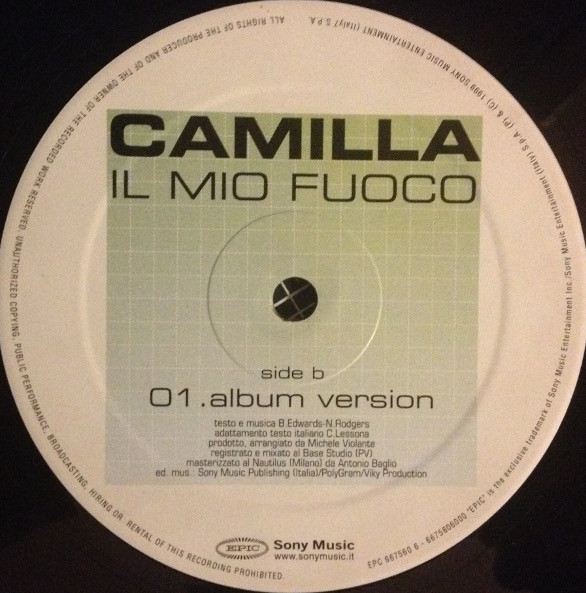 CAMILLA
IL MIO FUOCO
side b
01.album version
testo e musica B.Edwards-N.Rodgers
adattamento testo italiano C.Lessona
prodotto, arrangiato da Michele Violante
registrato e mixato al Base Studio (PV)
masterizzato al Nautilus (Milano) da Antonio Baglio
ed. mus.: Sony Music Publishing (Italia)/PolyGram/Viky Production
EPIC
Sony Music
www.sonymusic.it
EPC 667560 6 - 6675606000 "EPIC" is the exclusive trademark of Sony Music Entertainment Inc./Sony Music Entertainment (Italy) S.P.A. (P) & (C) 1999 SONY MUSIC ENTERTAINMENT (Italy) S.P.A.
ALL RIGHTS OF THE PRODUCER AND OF THE OWNER OF THE RECORDED WORK RESERVED. UNAUTHORIZED COPYING, PUBLIC PERFORMANCE, BROADCASTING, HIRING OR RENTAL OF THIS RECORDING PROHIBITED.